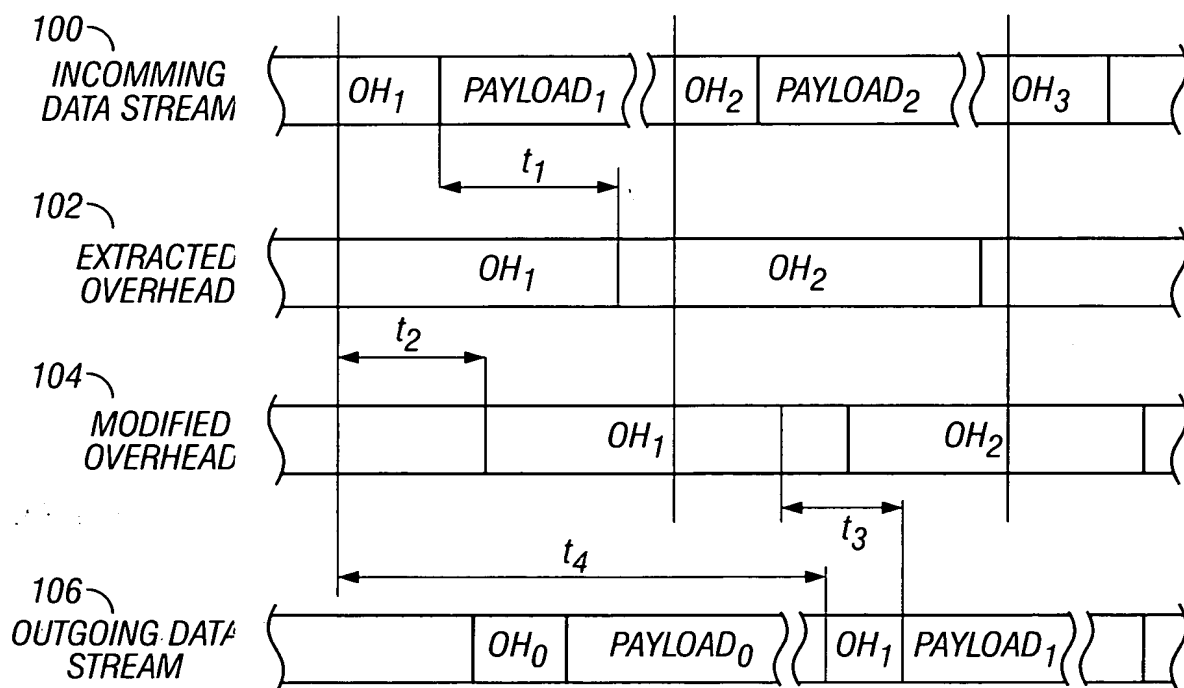 100
INCOMMING
DATA STREAM
OH1 PAYLOAD1 OH2 PAYLOAD2 OH3
t1
102
EXTRACTED
OVERHEAD
OH1 OH2
t2
104
MODIFIED
OVERHEAD
OH1 OH2
t3
t4
106
OUTGOING DATA
STREAM
OH0 PAYLOAD0 OH1 PAYLOAD1